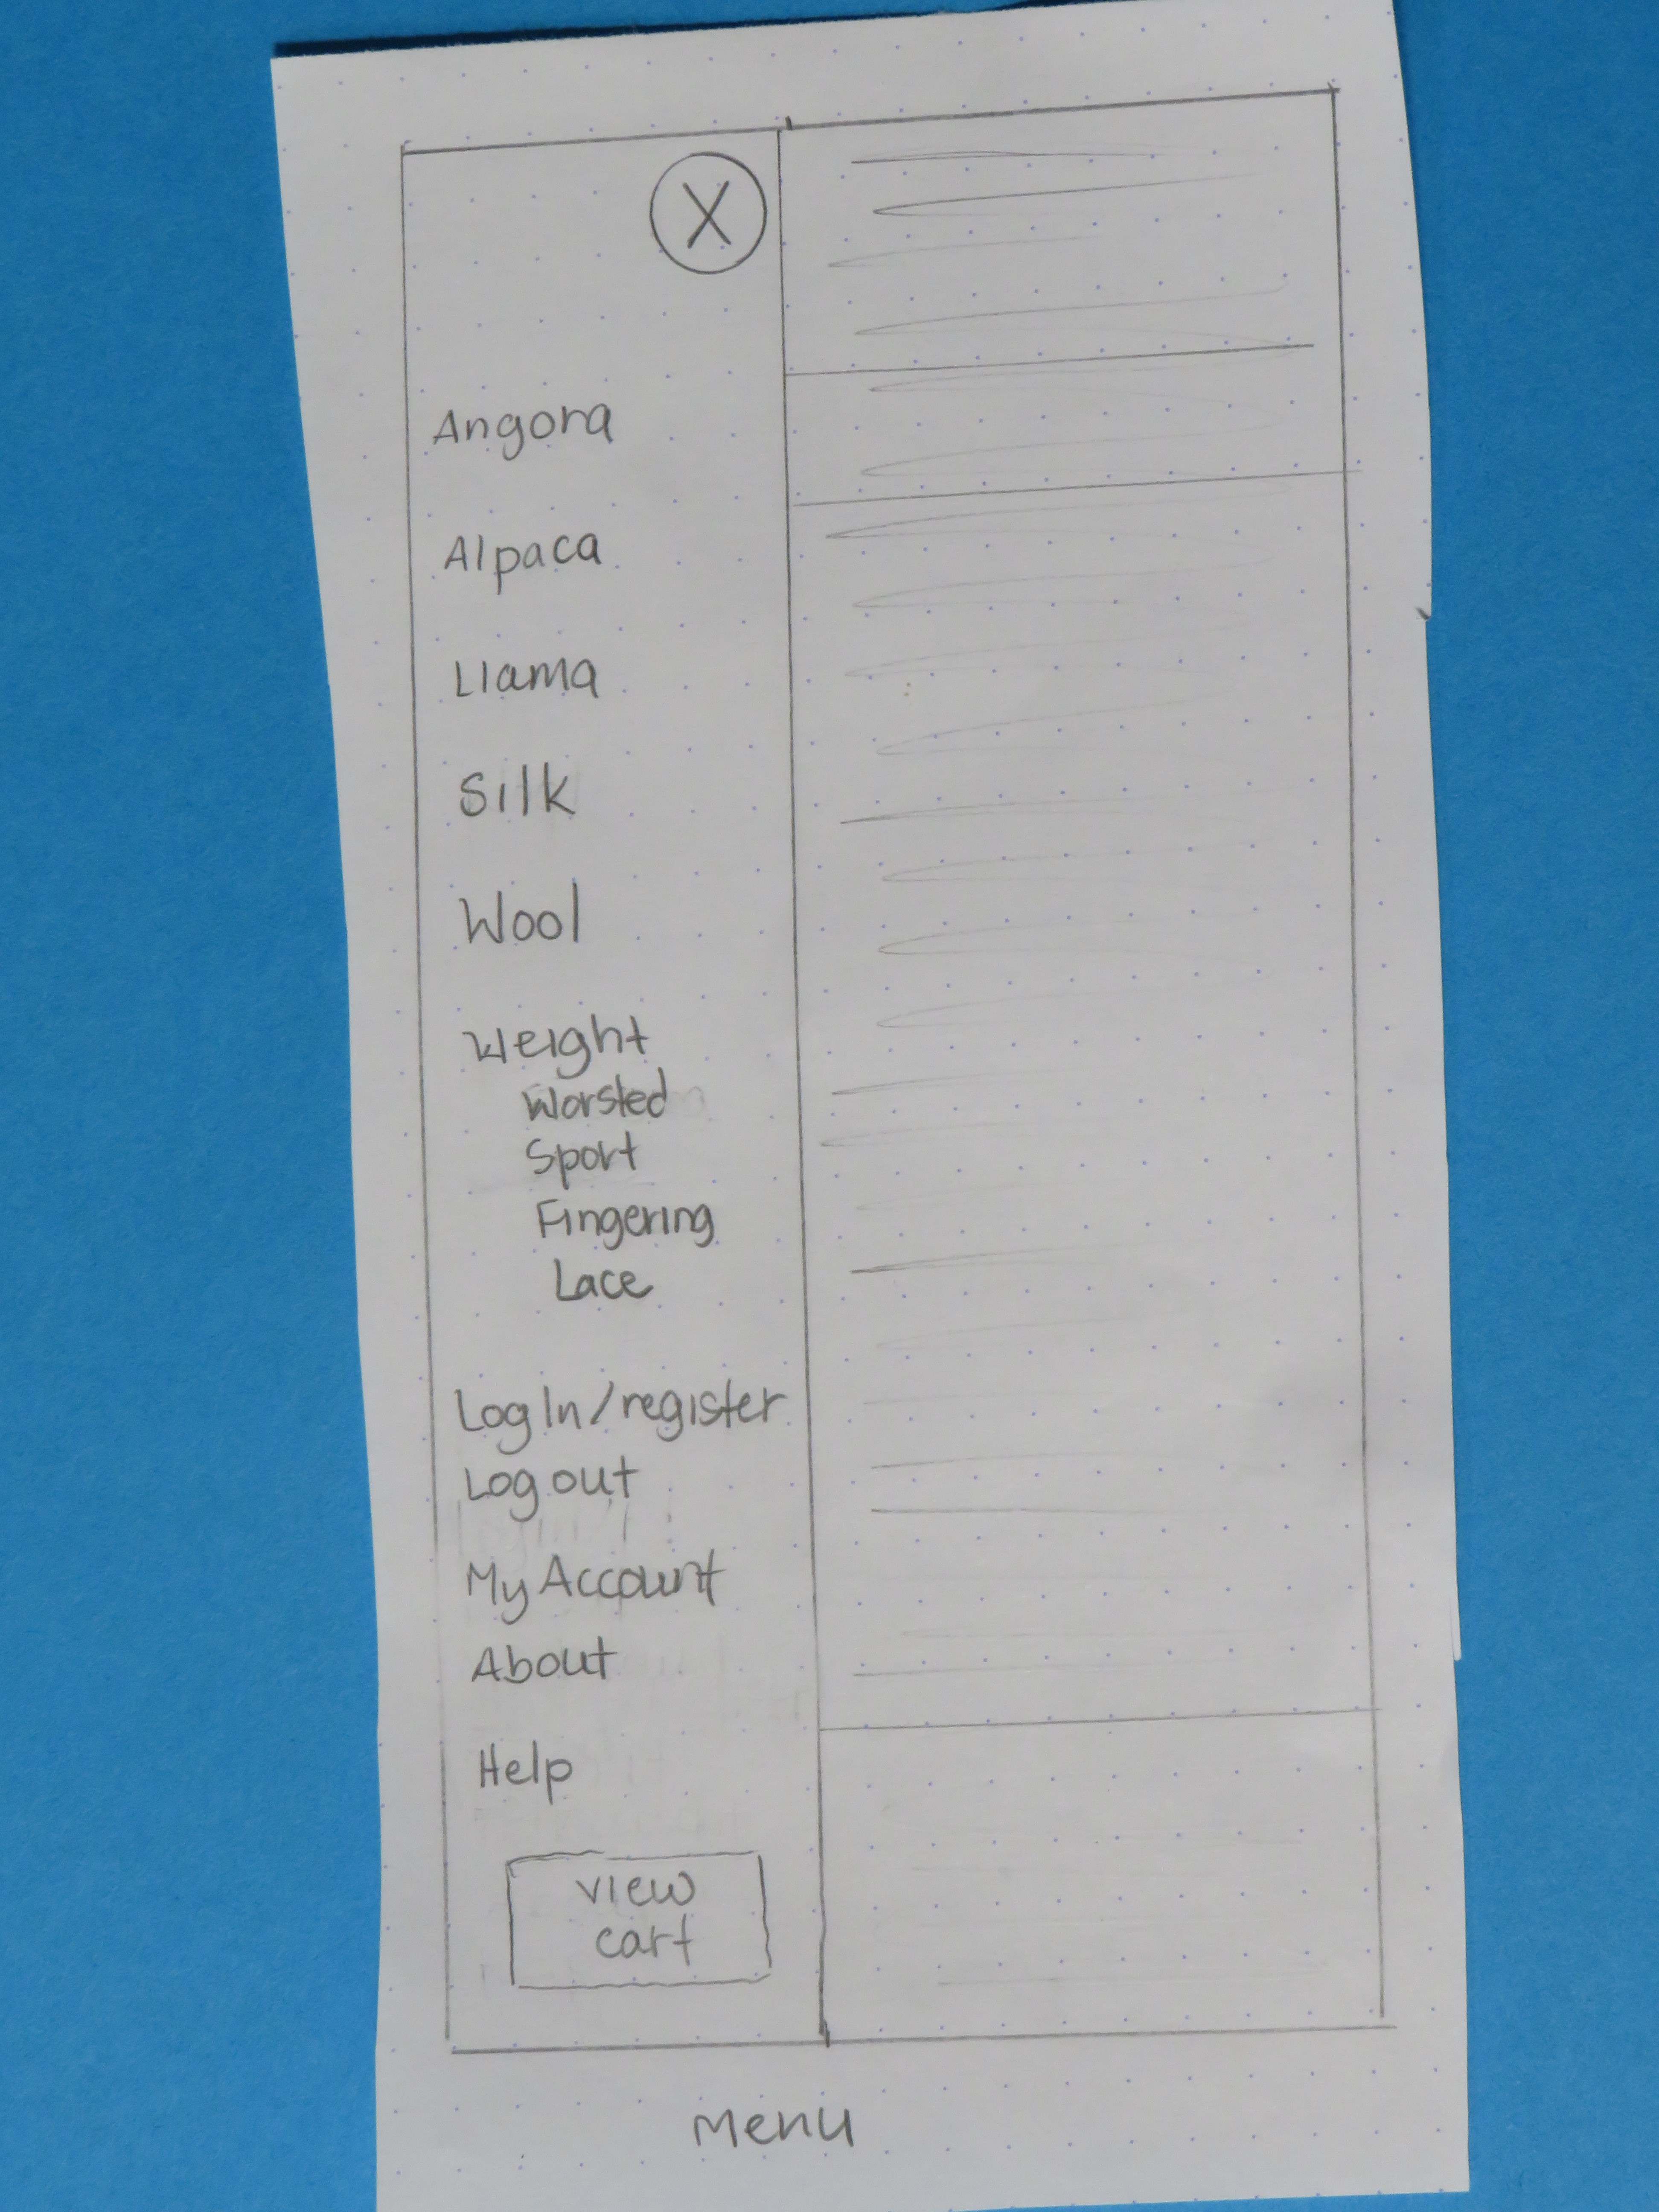 X
Angora
Alpaca
Llama
Silk
Wool
Weight
Worsted
Sport
Fingering
Lace
Log In/register
Log out
My Account
About
Help
view
cart
Menu